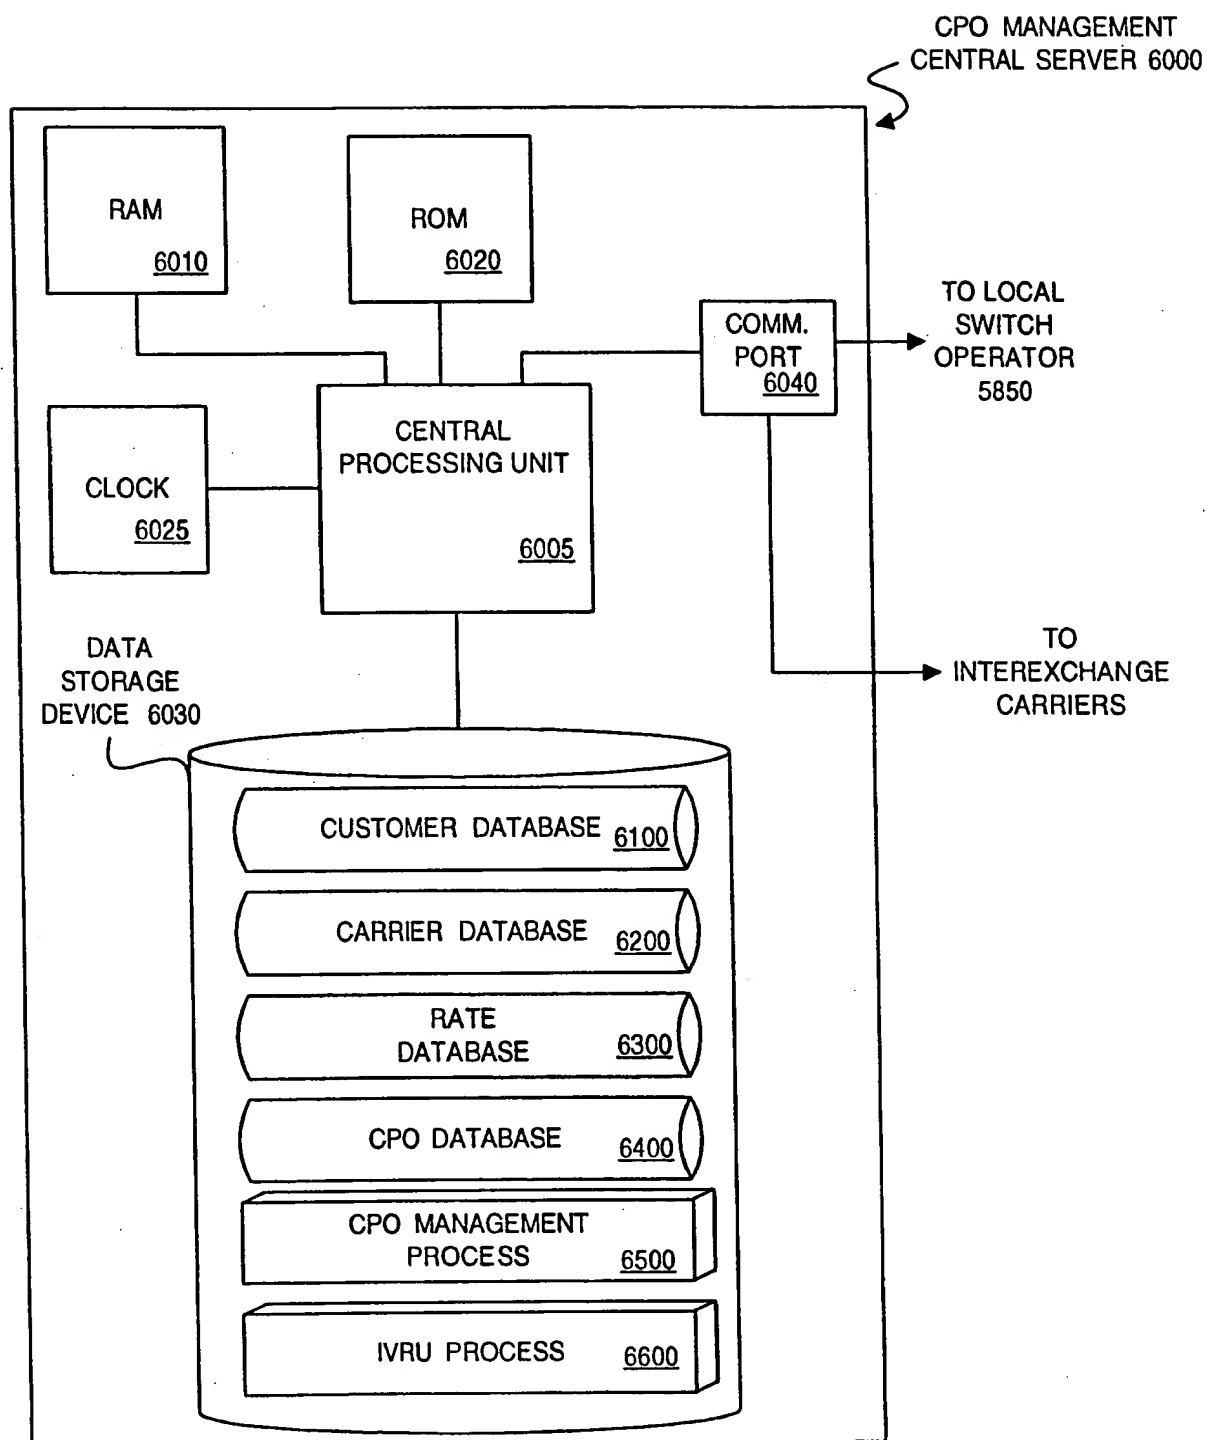 CPO MANAGEMENT
CENTRAL SERVER 6000
RAM
6010
ROM
6020
COMM.
PORT
6040
TO LOCAL
SWITCH
OPERATOR
5850
CLOCK
6025
CENTRAL
PROCESSING UNIT
6005
TO
INTEREXCHANGE
CARRIERS
DATA
STORAGE
DEVICE 6030
CUSTOMER DATABASE 6100
CARRIER DATABASE 6200
RATE
DATABASE 6300
CPO DATABASE 6400
CPO MANAGEMENT
PROCESS 6500
IVRU PROCESS 6600